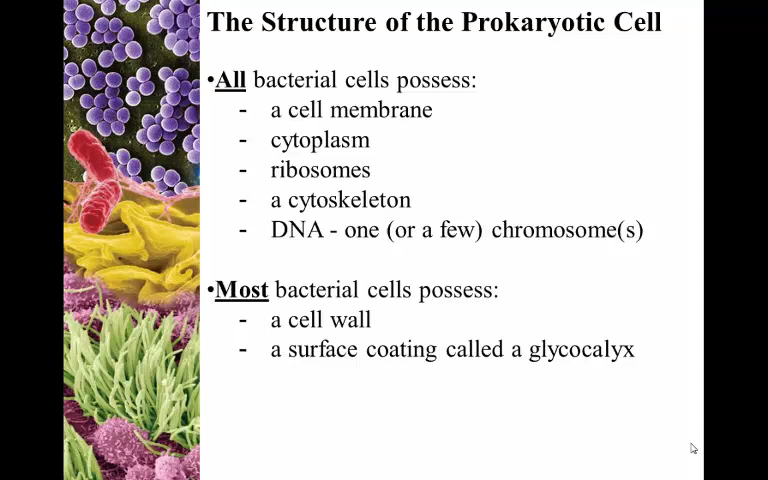 The Structure of the Prokaryotic Cell
•All bacterial cells possess:
- a cell membrane
- cytoplasm
- ribosomes
- a cytoskeleton
- DNA - one (or a few) chromosome(s)
•Most bacterial cells possess:
- a cell wall
- a surface coating called a glycocalyx